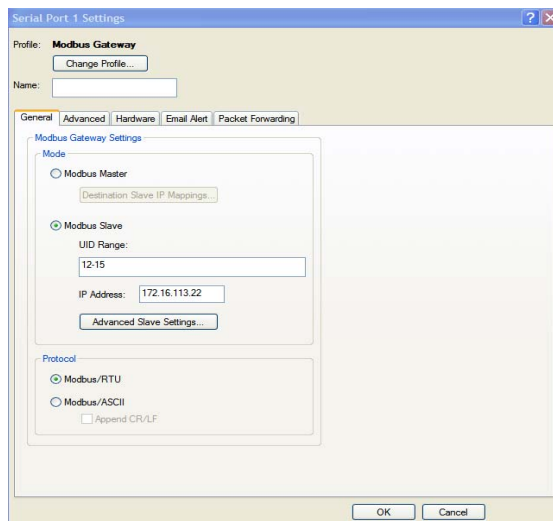 Serial Port 1 Settings
Profile: Modbus Gateway
Change Profile...
Name:
General Advanced Hardware Email Alert Packet Forwarding
Modbus Gateway Settings
Mode
Modbus Master
Destination Slave IP Mappings...
Modbus Slave
UID Range:
12-15
IP Address: 172.16.113.22
Advanced Slave Settings...
Protocol
Modbus/RTU
Modbus/ASCII
Append CR/LF
OK Cancel